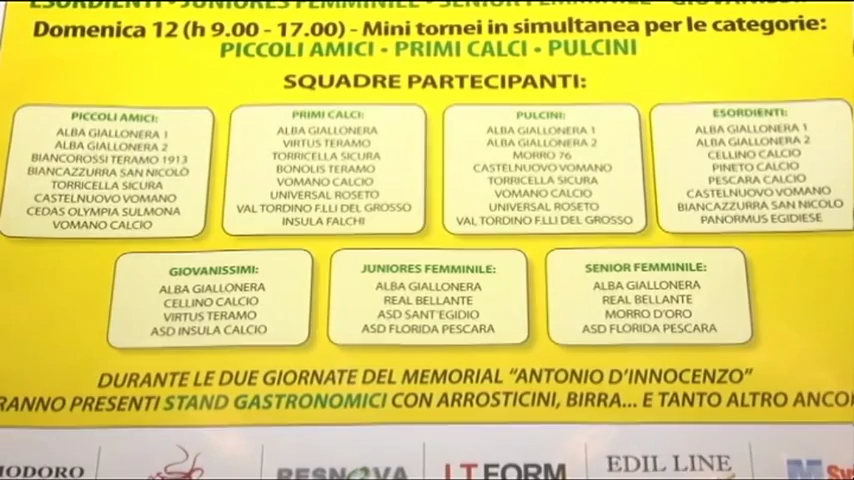 ESORDIENTI • JUNIORES FEMMINILE • SENIOR FEMMINILE • GIOVANISSIMI
Domenica 12 (h 9.00 - 17.00) - Mini tornei in simultanea per le categorie:
PICCOLI AMICI • PRIMI CALCI • PULCINI
SQUADRE PARTECIPANTI:
PICCOLI AMICI:
ALBA GIALLONERA 1
ALBA GIALLONERA 2
BIANCOROSSI TERAMO 1913
BIANCAZZURRA SAN NICOLÒ
TORRICELLA SICURA
CASTELNUOVO VOMANO
CEDAS OLYMPIA SULMONA
VOMANO CALCIO
PRIMI CALCI:
ALBA GIALLONERA
VIRTUS TERAMO
TORRICELLA SICURA
BONOLIS TERAMO
VOMANO CALCIO
UNIVERSAL ROSETO
VAL TORDINO F.LLI DEL GROSSO
INSULA FALCHI
PULCINI:
ALBA GIALLONERA 1
ALBA GIALLONERA 2
MORRO 76
CASTELNUOVO VOMANO
TORRICELLA SICURA
VOMANO CALCIO
UNIVERSAL ROSETO
VAL TORDINO F.LLI DEL GROSSO
ESORDIENTI:
ALBA GIALLONERA 1
ALBA GIALLONERA 2
CELLINO CALCIO
PINETO CALCIO
PESCARA CALCIO
CASTELNUOVO VOMANO
BIANCAZZURRA SAN NICOLO
PANORMUS EGIDIESE
GIOVANISSIMI:
ALBA GIALLONERA
CELLINO CALCIO
VIRTUS TERAMO
ASD INSULA CALCIO
JUNIORES FEMMINILE:
ALBA GIALLONERA
REAL BELLANTE
ASD SANT'EGIDIO
ASD FLORIDA PESCARA
SENIOR FEMMINILE:
ALBA GIALLONERA
REAL BELLANTE
MORRO D'ORO
ASD FLORIDA PESCARA
DURANTE LE DUE GIORNATE DEL MEMORIAL "ANTONIO D'INNOCENZO"
RANNO PRESENTI STAND GASTRONOMICI CON ARROSTICINI, BIRRA... E TANTO ALTRO ANCO
MODORO
RESNOVA
LT FORM
EDIL LINE